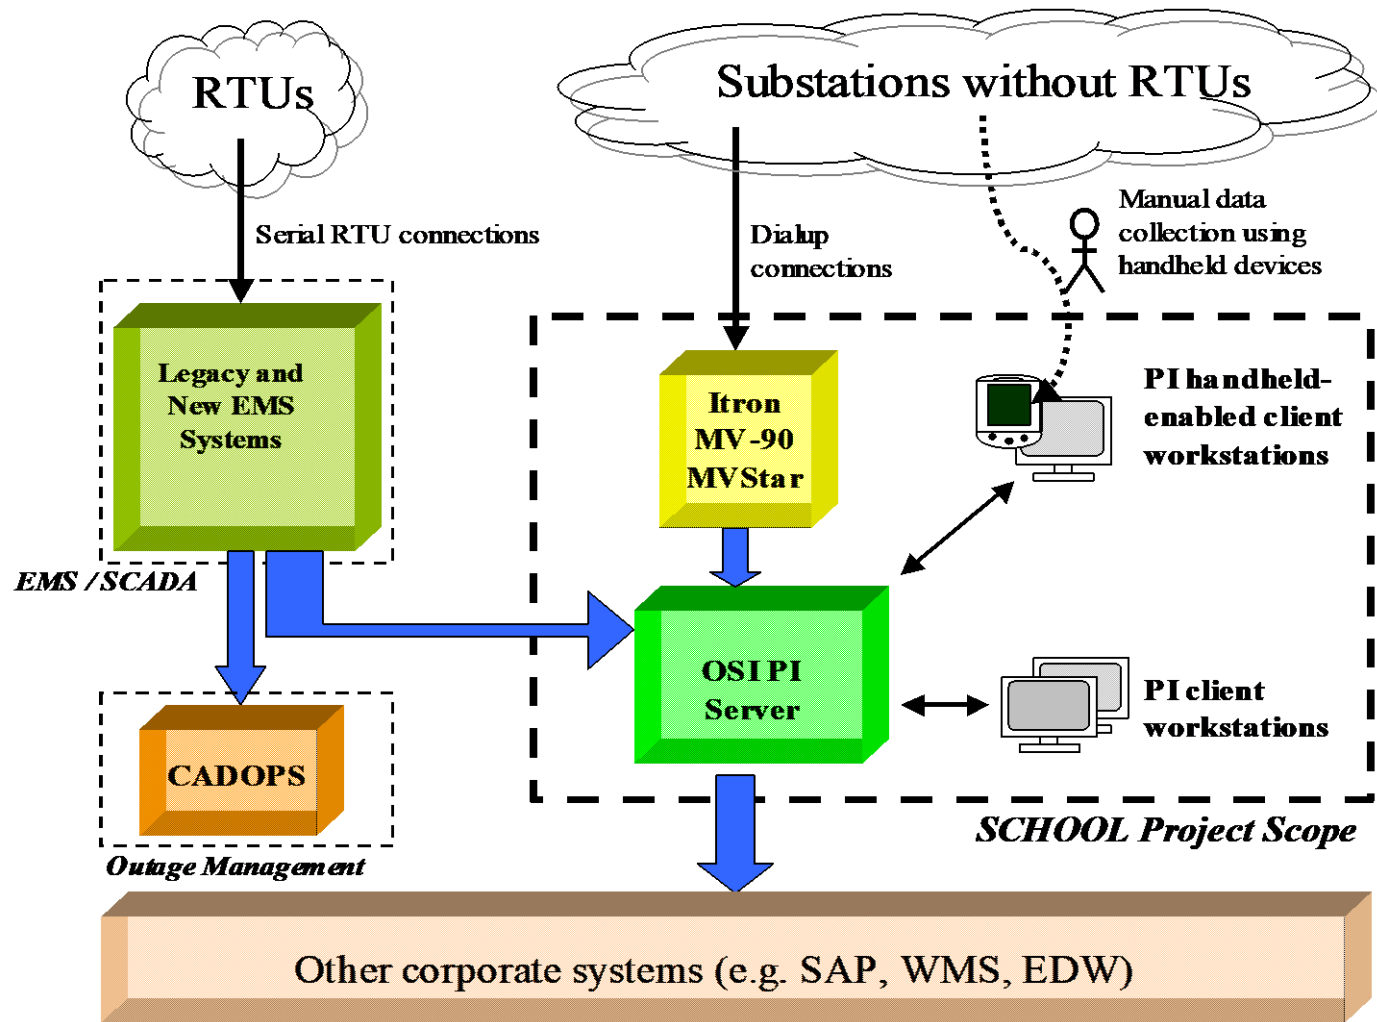 RTUs
Substations without RTUs
Serial RTU connections
Dialup
connections
Manual data
collection using
handheld devices
Legacy and
New EMS
Systems
Itron
MV-90
MVStar
PI handheld-
enabled client
workstations
EMS / SCADA
OSI PI
Server
PI client
workstations
CADOPS
Outage Management
SCHOOL Project Scope
Other corporate systems (e.g. SAP, WMS, EDW)